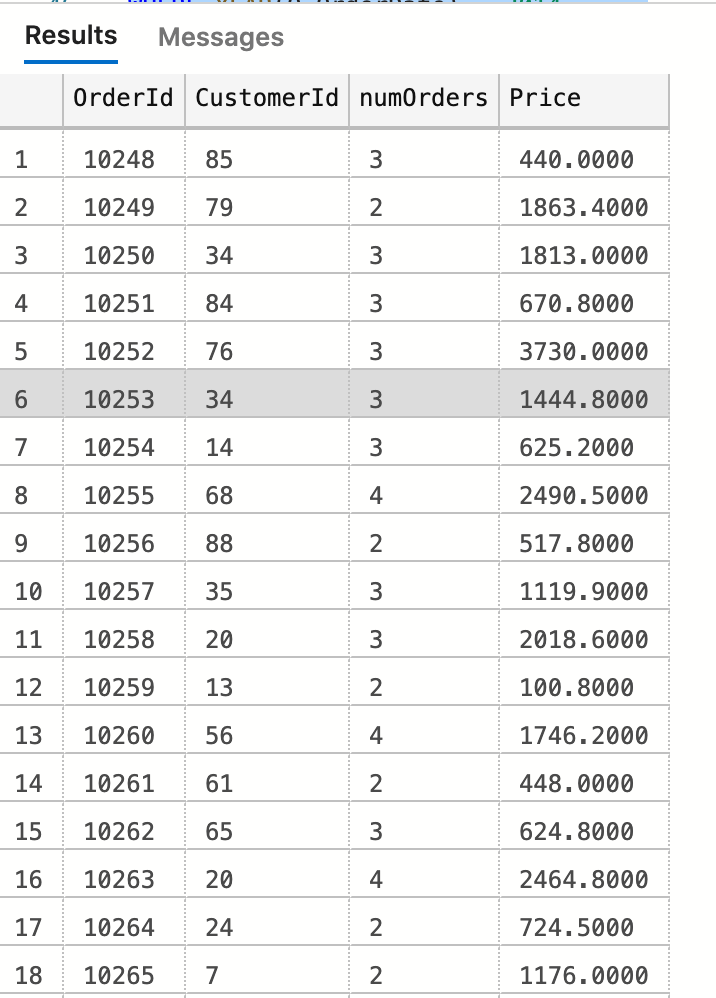 Results Messages
OrderId CustomerId numOrders Price
1 10248 85 3 440.0000
2 10249 79 2 1863.4000
3 10250 34 3 1813.0000
4 10251 84 3 670.8000
5 10252 76 3 3730.0000
6 10253 34 3 1444.8000
7 10254 14 3 625.2000
8 10255 68 4 2490.5000
9 10256 88 2 517.8000
10 10257 35 3 1119.9000
11 10258 20 3 2018.6000
12 10259 13 2 100.8000
13 10260 56 4 1746.2000
14 10261 61 2 448.0000
15 10262 65 3 624.8000
16 10263 20 4 2464.8000
17 10264 24 2 724.5000
18 10265 7 2 1176.0000